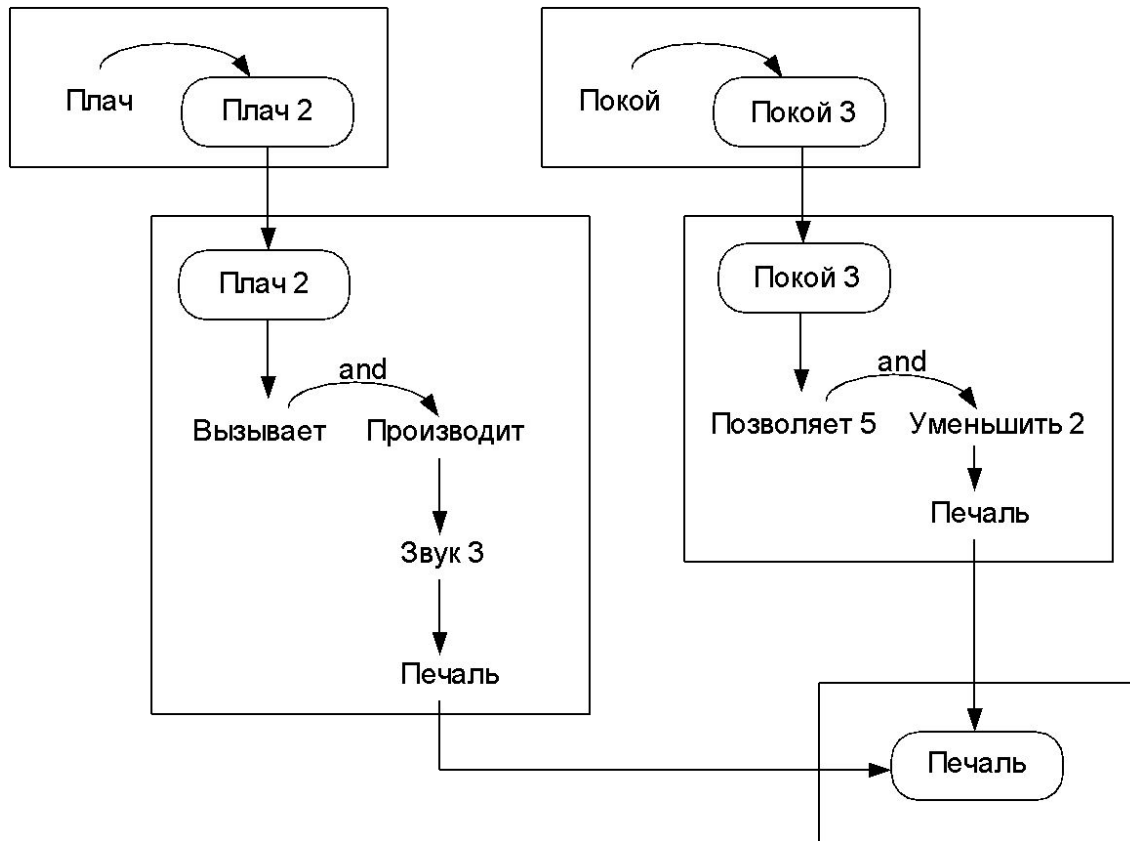 Плач
Плач 2
Покой
Покой 3
Плач 2
and
Вызывает
Производит
Звук 3
Печаль
Покой 3
and
Позволяет 5
Уменьшить 2
Печаль
Печаль